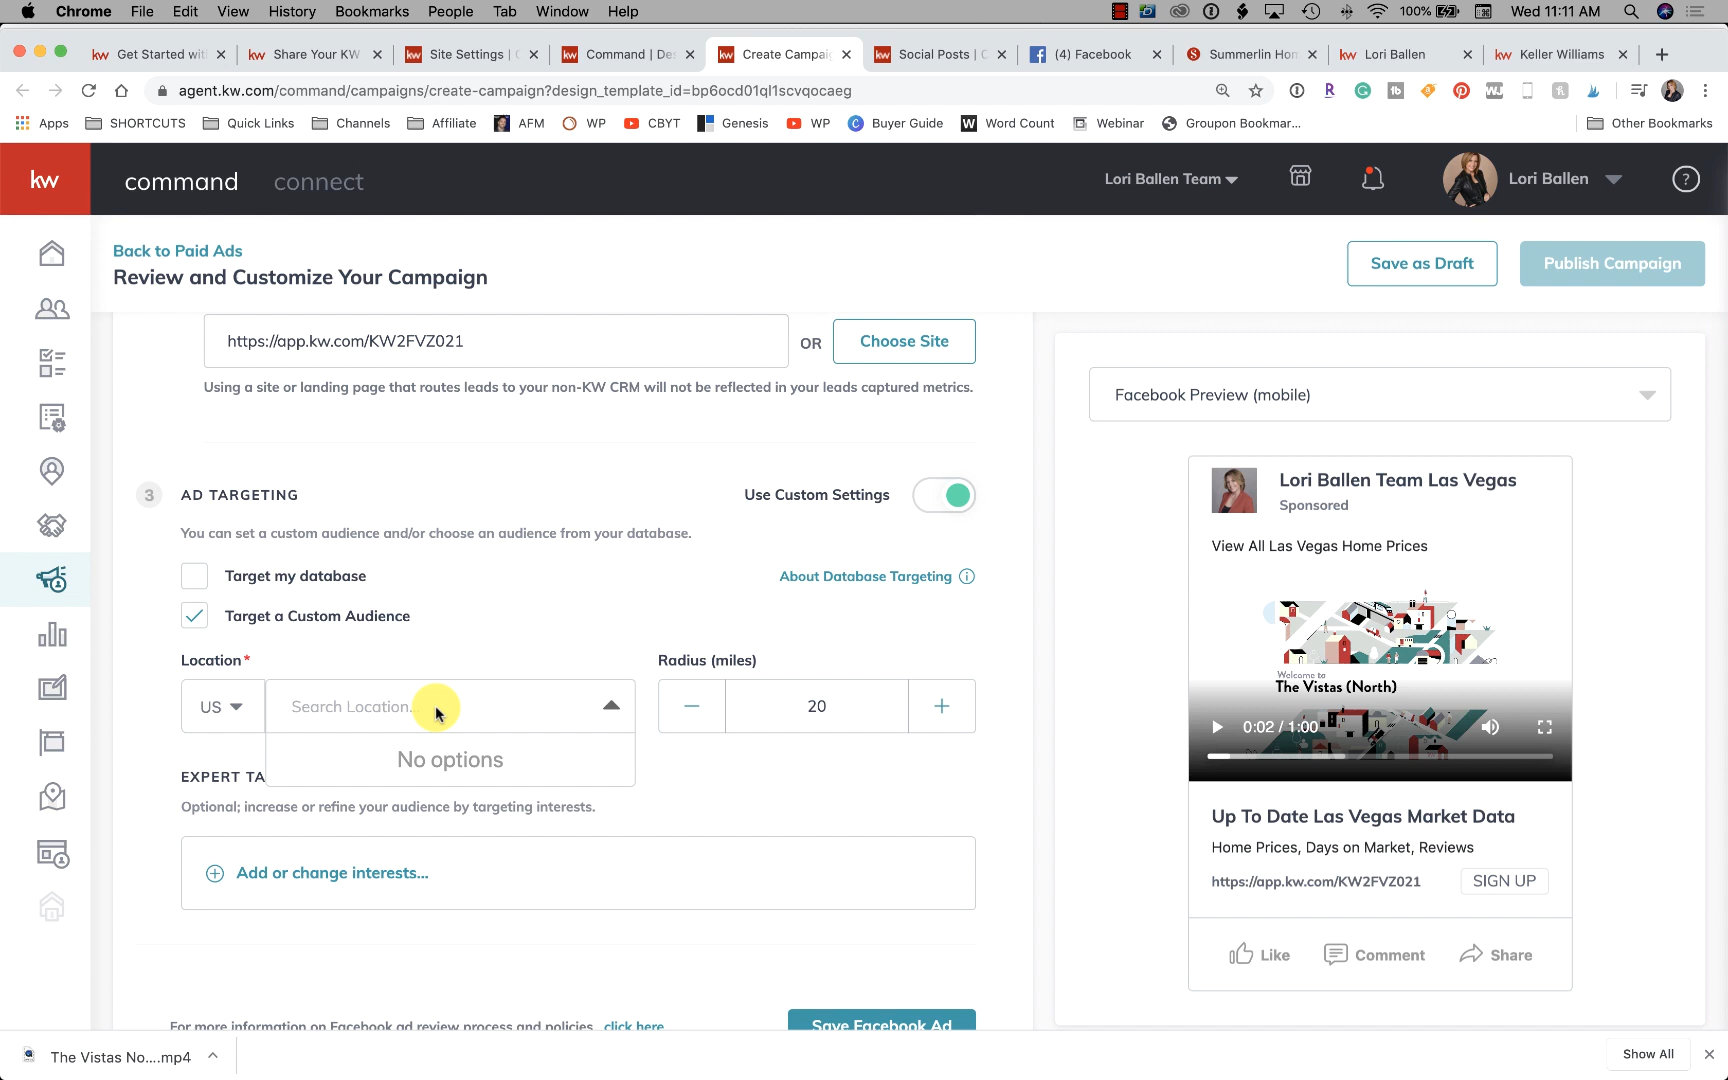 Chrome File Edit View History Bookmarks People Tab Window Help 100% Wed 11:11 AM
kw Get Started wit kw Share Your KW kw Site Settings | kw Command | De kw Create Campai kw Social Posts | (4) Facebook Summerlin Hom kw Lori Ballen kw Keller Williams
agent.kw.com/command/campaigns/create-campaign?design_template_id=bp6ocd01ql1scvqocaeg
Apps SHORTCUTS Quick Links Channels Affiliate AFM WP CBYT Genesis WP Buyer Guide Word Count Webinar Groupon Bookmar... Other Bookmarks
kw command connect Lori Ballen Team Lori Ballen ?
Back to Paid Ads
Review and Customize Your Campaign
Save as Draft
Publish Campaign
https://app.kw.com/KW2FVZ021
OR
Choose Site
Using a site or landing page that routes leads to your non-KW CRM will not be reflected in your leads captured metrics.
3 AD TARGETING
Use Custom Settings
You can set a custom audience and/or choose an audience from your database.
Target my database
About Database Targeting
Target a Custom Audience
Location*
Radius (miles)
US
Search Location...
20
No options
EXPERT TA
Optional; increase or refine your audience by targeting interests.
Add or change interests...
For more information on Facebook ad review process and policies, click here
Save Facebook Ad
Facebook Preview (mobile)
Lori Ballen Team Las Vegas
Sponsored
View All Las Vegas Home Prices
Welcome to
The Vistas (North)
0:02 / 1:00
Up To Date Las Vegas Market Data
Home Prices, Days on Market, Reviews
https://app.kw.com/KW2FVZ021
SIGN UP
Like
Comment
Share
The Vistas No....mp4
Show All